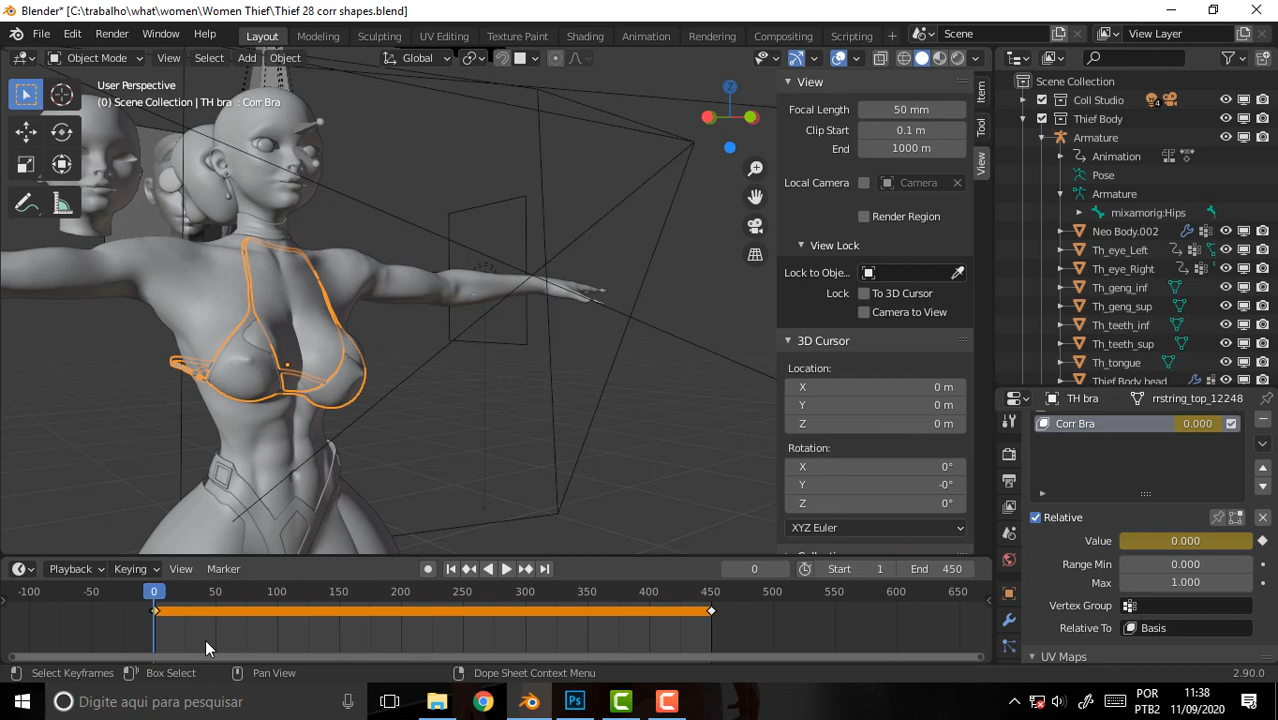 Blender* [C:\trabalho\what\women\Women Thief\Thief 28 corr shapes.blend]
File Edit Render Window Help Layout Modeling Sculpting UV Editing Texture Paint Shading Animation Rendering Compositing Scripting + Scene View Layer
Object Mode View Select Add Object Global
User Perspective
(0) Scene Collection | TH bra : Corr Bra
Z
View
Focal Length 50 mm
Clip Start 0.1 m
End 1000 m
Local Camera Camera
Render Region
View Lock
Lock to Obje...
Lock To 3D Cursor
Camera to View
3D Cursor
Location:
X 0 m
Y 0 m
Z 0 m
Rotation:
X 0°
Y -0°
Z 0°
XYZ Euler
Item
Tool
View
Scene Collection
Coll Studio 4
Thief Body
Armature
Animation
Pose
Armature
mixamorig:Hips
Neo Body.002
Th_eye_Left
Th_eye_Right
Th_geng_inf
Th_geng_sup
Th_teeth_inf
Th_teeth_sup
Th_tongue
Thief Body head
TH bra rrstring_top_12248
Corr Bra 0.000
Relative
Value 0.000
Range Min 0.000
Max 1.000
Vertex Group
Relative To Basis
UV Maps
Playback Keying View Marker 0 Start 1 End 450
-100 -50 0 50 100 150 200 250 300 350 400 450 500 550 600 650
Select Keyframes Box Select Pan View Dope Sheet Context Menu 2.90.0
Digite aqui para pesquisar
Ps
C
C
POR
PTB2
11:38
11/09/2020